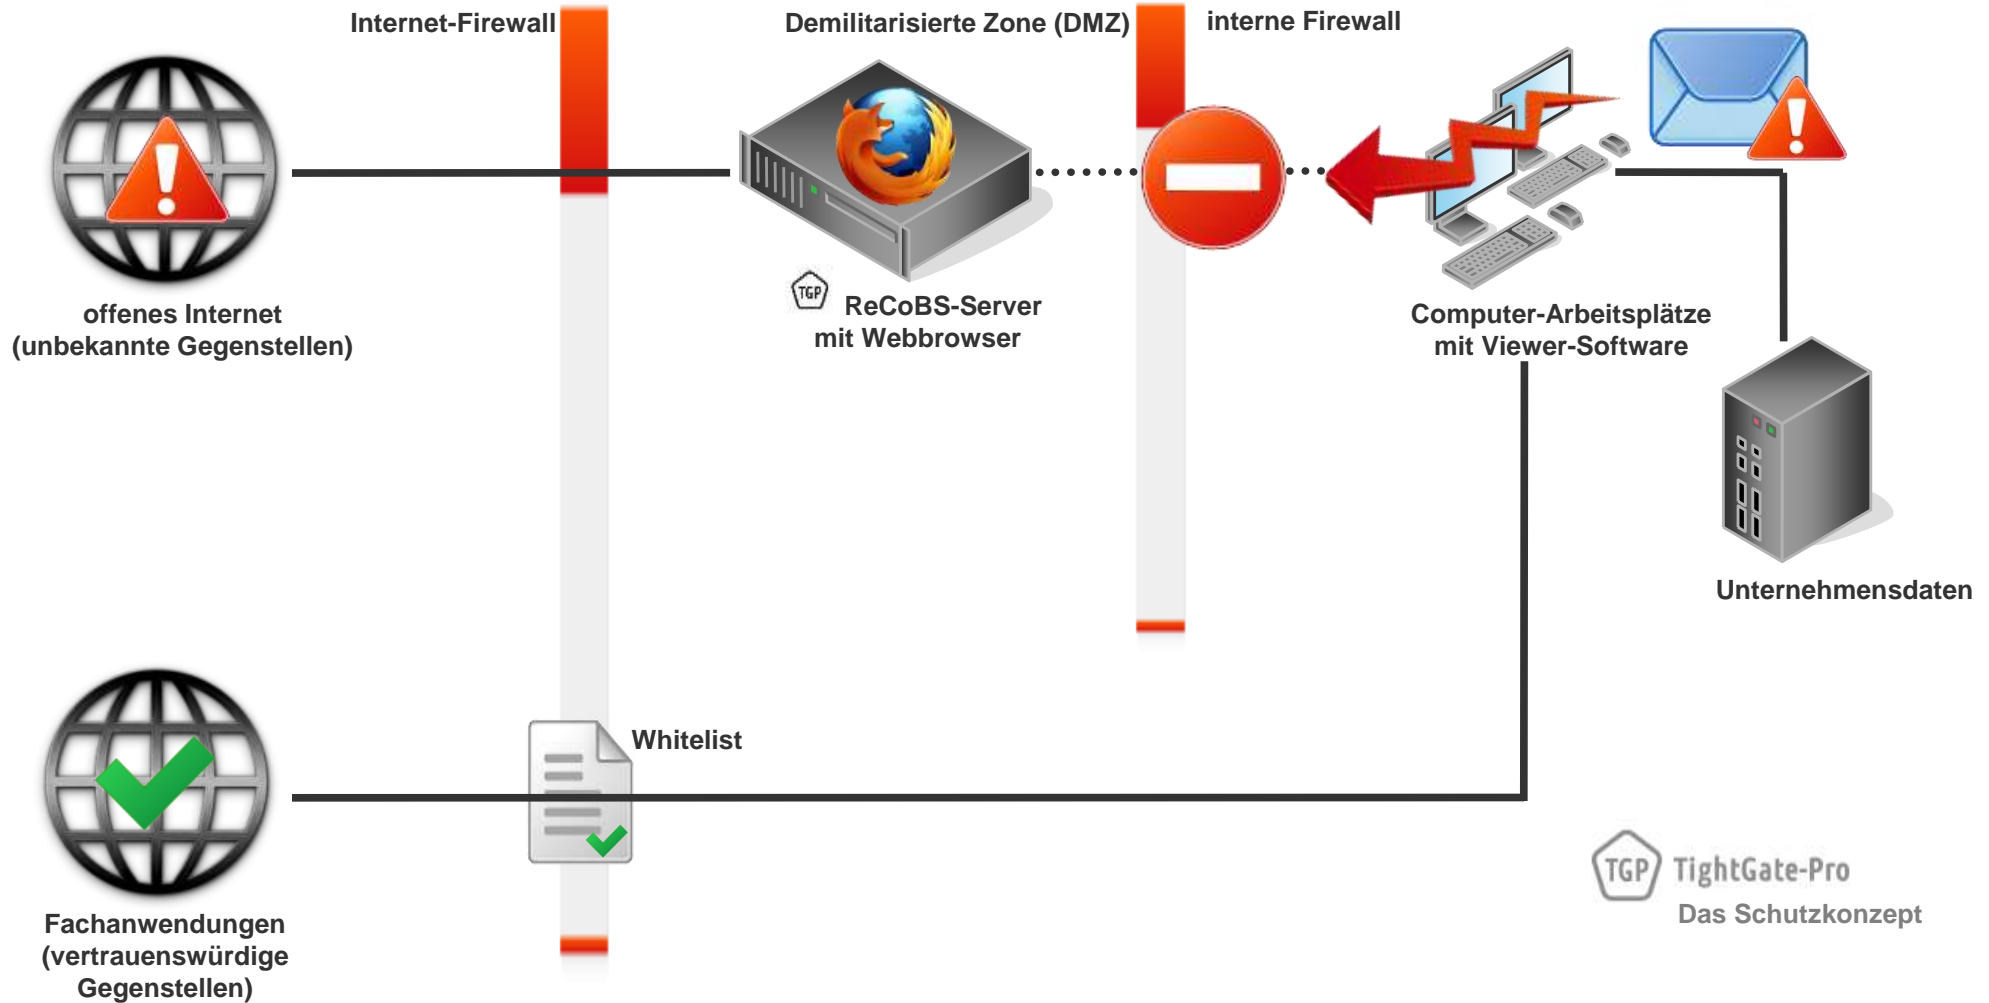 Internet-Firewall
Demilitarisierte Zone (DMZ)
interne Firewall
offenes Internet
(unbekannte Gegenstellen)
TGP
ReCoBS-Server
mit Webbrowser
Computer-Arbeitsplätze
mit Viewer-Software
Unternehmensdaten
Whitelist
Fachanwendungen
(vertrauenswürdige
Gegenstellen)
TGP TightGate-Pro
Das Schutzkonzept